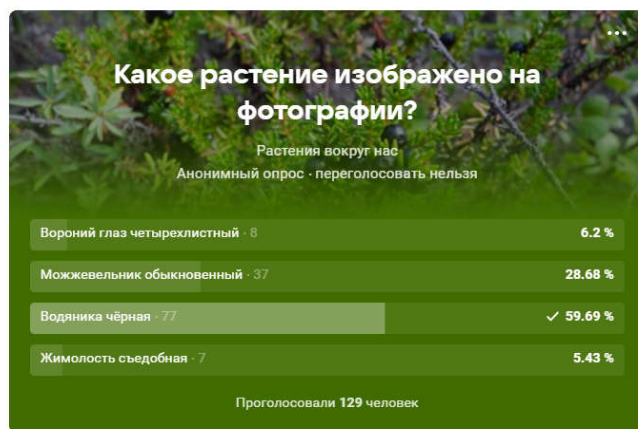 Какое растение изображено на
фотографии?
Растения вокруг нас
Анонимный опрос · переголосовать нельзя
Вороний глаз четырехлистный · 8 6.2 %
Можжевельник обыкновенный · 37 28.68 %
Водяника чёрная · 77 59.69 %
Жимолость съедобная · 7 5.43 %
Проголосовали 129 человек